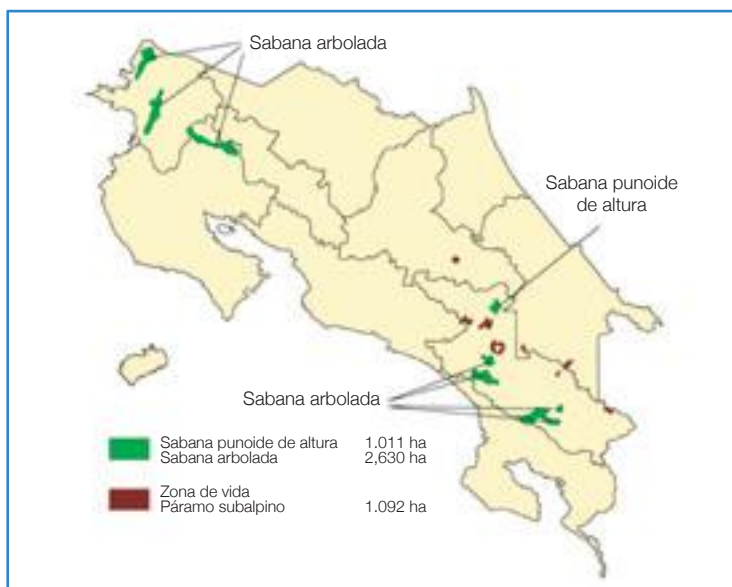 Sabana arbolada
Sabana punoide
de altura
Sabana arbolada
Sabana punoide de altura 1.011 ha
Sabana arbolada 2,630 ha
Zona de vida
Páramo subalpino 1.092 ha